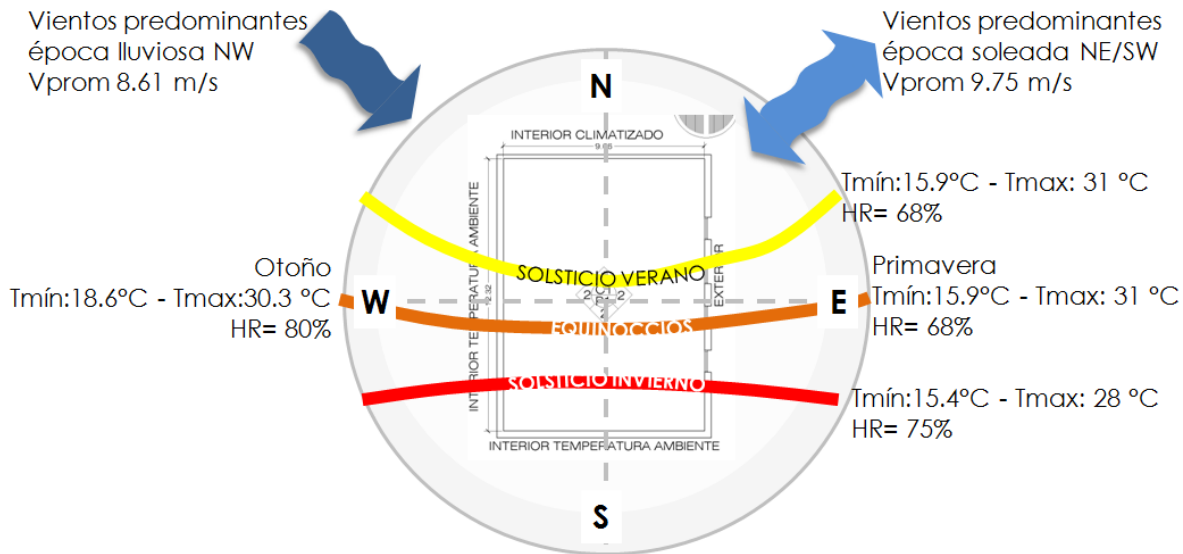 Vientos predominantes
época lluviosa NW
Vprom 8.61 m/s
Vientos predominantes
época soleada NE/SW
Vprom 9.75 m/s
N
INTERIOR CLIMATIZADO
INTERIOR TEMPERATURA AMBIENTE
Tmín:15.9°C - Tmax: 31 °C
HR= 68%
SOLSTICIO VERANO
EXTERIOR
Otoño
Tmín:18.6°C - Tmax:30.3 °C
HR= 80%
W
2 2
E
Primavera
Tmín:15.9°C - Tmax: 31 °C
HR= 68%
EQUINOCCIOS
SOLSTICIO INVIERNO
Tmín:15.4°C - Tmax: 28 °C
HR= 75%
INTERIOR TEMPERATURA AMBIENTE
S